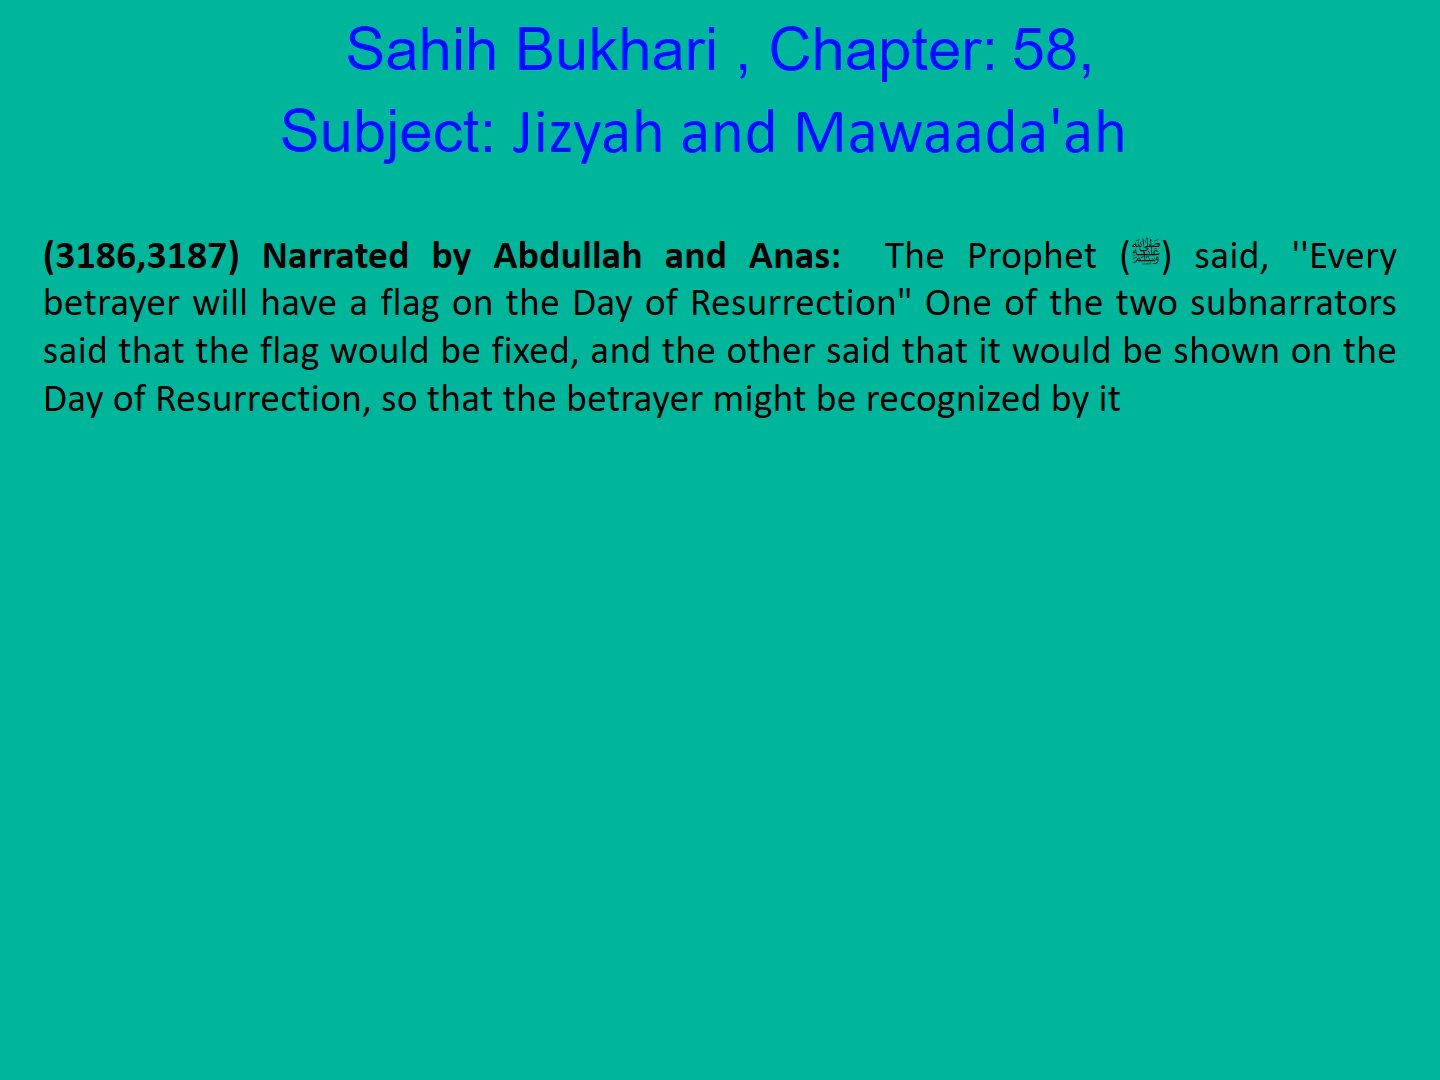 Sahih Bukhari , Chapter: 58,
Subject: Jizyah and Mawaada'ah
(3186,3187) Narrated by Abdullah and Anas:  The Prophet (ﷺ) said, ''Every
betrayer will have a flag on the Day of Resurrection" One of the two subnarrators
said that the flag would be fixed, and the other said that it would be shown on the
Day of Resurrection, so that the betrayer might be recognized by it